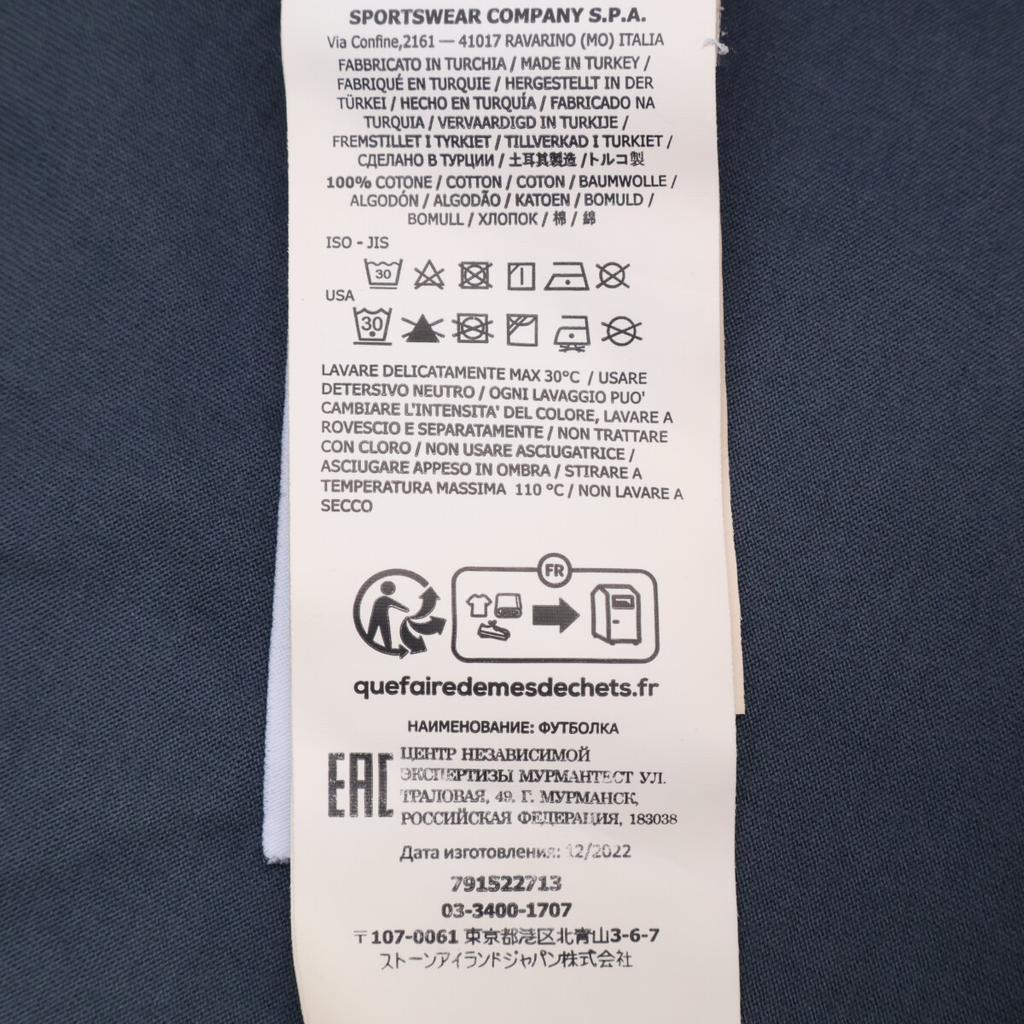 SPORTSWEAR COMPANY S.P.A.
Via Confine,2161 — 41017 RAVARINO (MO) ITALIA
FABBRICATO IN TURCHIA / MADE IN TURKEY /
FABRIQUÉ EN TURQUIE / HERGESTELLT IN DER
TÜRKEI / HECHO EN TURQUÍA / FABRICADO NA
TURQUIA / VERVAARDIGD IN TURKIJE /
FREMSTILLET I TYRKIET / TILLVERKAD I TURKIET /
СДЕЛАНО В ТУРЦИИ / 土耳其製造 /トルコ製
100% COTONE / COTTON / COTON / BAUMWOLLE /
ALGODÓN / ALGODÃO / KATOEN / BOMULD /
BOMULL / ХЛОПОК / 棉 / 綿
ISO - JIS
30
USA
30
LAVARE DELICATAMENTE MAX 30°C / USARE
DETERSIVO NEUTRO / OGNI LAVAGGIO PUO'
CAMBIARE L'INTENSITA' DEL COLORE, LAVARE A
ROVESCIO E SEPARATAMENTE / NON TRATTARE
CON CLORO / NON USARE ASCIUGATRICE /
ASCIUGARE APPESO IN OMBRA / STIRARE A
TEMPERATURA MASSIMA 110 °C / NON LAVARE A
SECCO
FR
quefairedemesdechets.fr
НАИМЕНОВАНИЕ: ФУТБОЛКА
EAC
ЦЕНТР НЕЗАВИСИМОЙ
ЭКСПЕРТИЗЫ МУРМАНТЕСТ УЛ.
ТРАЛОВАЯ, 49. Г. МУРМАНСК,
РОССИЙСКАЯ ФЕДЕРАЦИЯ, 183038
Дата изготовления: 12/2022
791522713
03-3400-1707
〒107-0061 東京都港区北青山3-6-7
ストーンアイランドジャパン株式会社